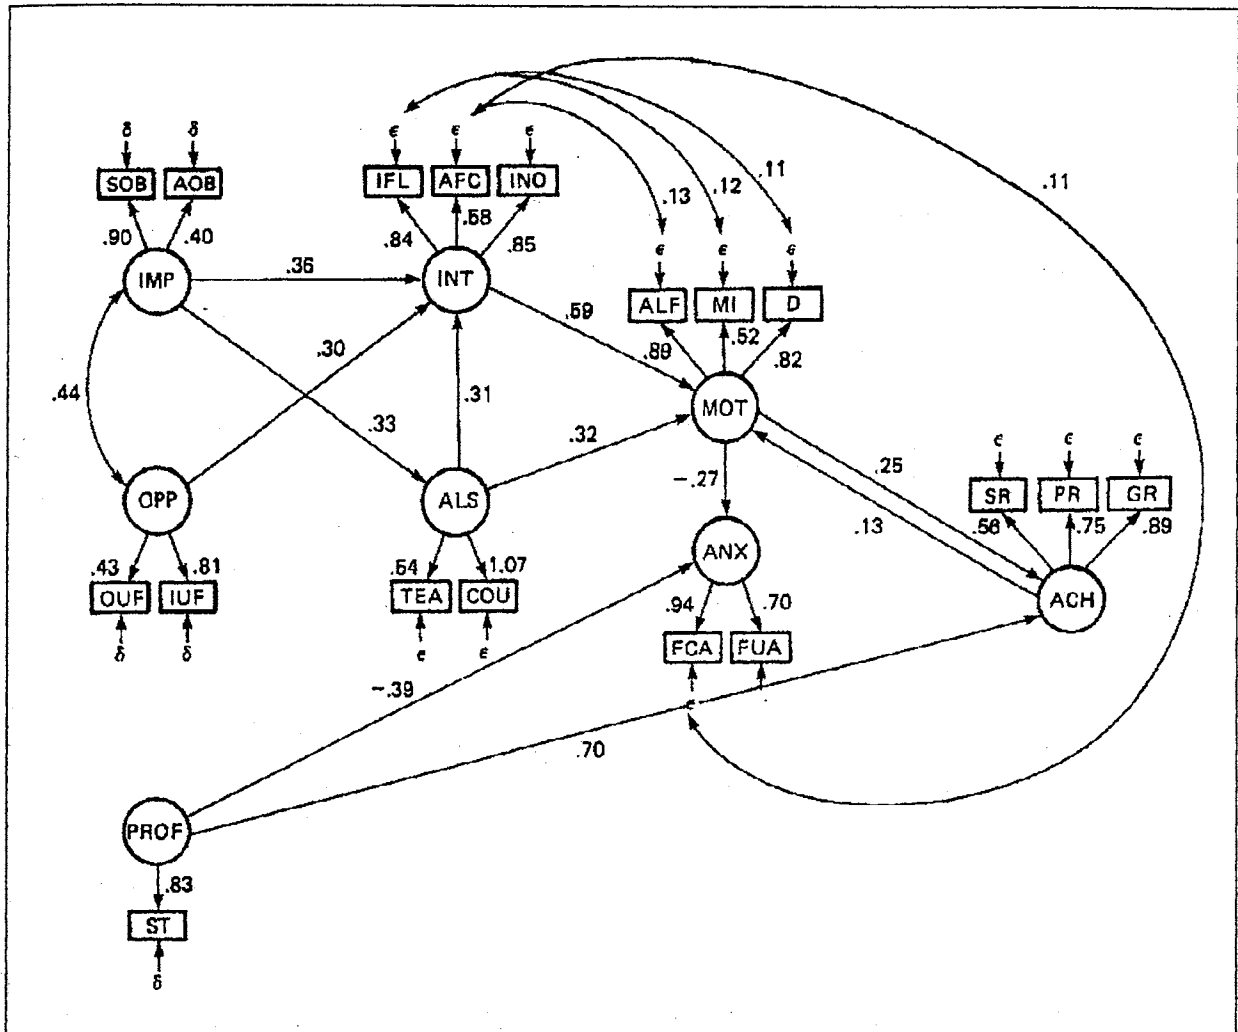 δ δ
ε ε ε
SOB AOB
IFL AFC INO
.90 .40
.84 .58 .85
.13 .12 .11 .11
IMP .36 INT
ε ε ε
ALF MI D
.59
.89 .52 .82
.44 .30 .31
.33 MOT
.32
-.27 .25
.13
OPP ALS
ε ε ε
SR PR GR
.56 .75 .89
.43 .81 .54 1.07 ANX
OUF IUF TEA COU
.94 .70 ACH
δ δ ε ε
FCA FUA
-.39 ε
.70
PROF
.83
ST
δ